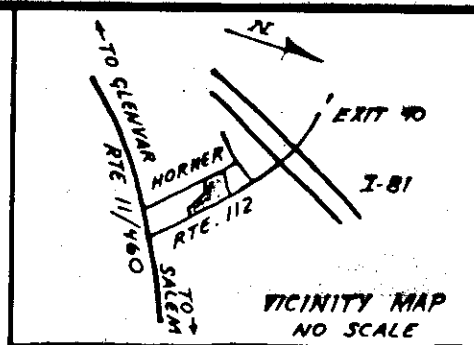 N
TO GLENVAR
EXIT 40
HORNER
RTE 11/460
I-81
RTE. 112
TO SALEM
VICINITY MAP
NO SCALE